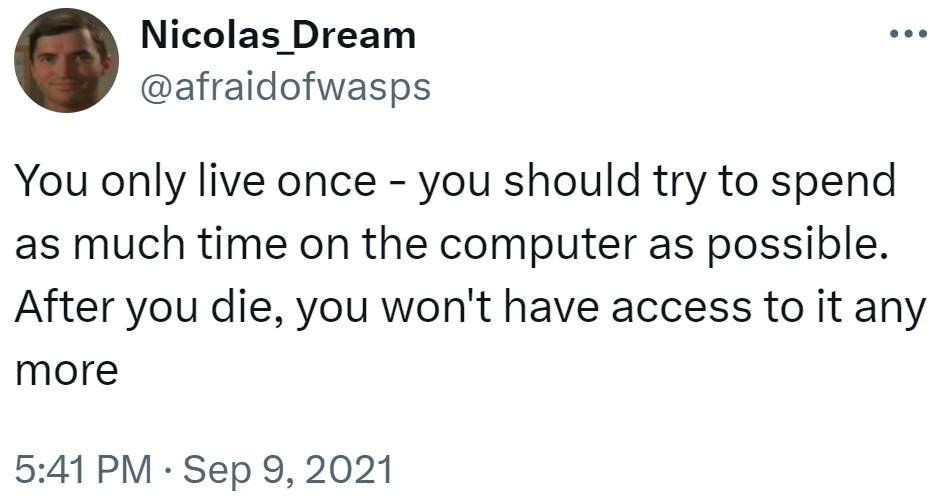 Nicolas_Dream
@afraidofwasps
You only live once - you should try to spend
as much time on the computer as possible.
After you die, you won't have access to it any
more
5:41 PM · Sep 9, 2021